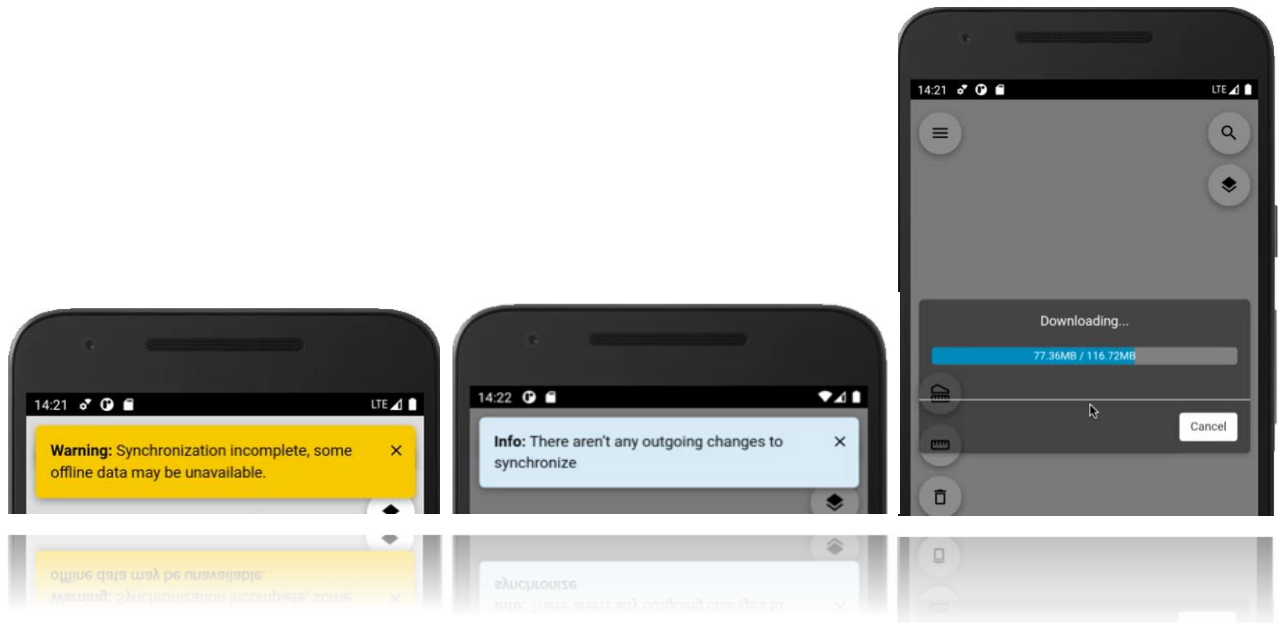 14:21
LTE
Warning: Synchronization incomplete, some
offline data may be unavailable.
14:22
Info: There aren't any outgoing changes to
synchronize
14:21
LTE
Downloading...
77.36MB / 116.72MB
Cancel